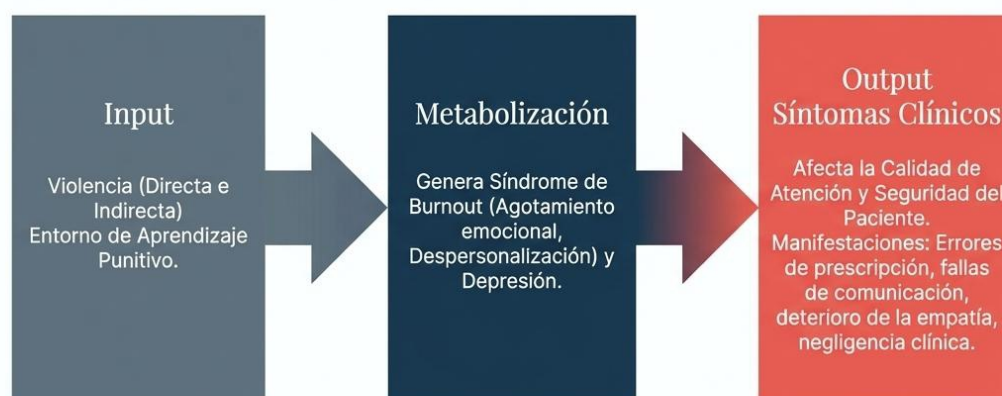 Input
Violencia (Directa e
Indirecta)
Entorno de Aprendizaje
Punitivo.
Metabolización
Genera Síndrome de
Burnout (Agotamiento
emocional,
Despersonalización) y
Depresión.
Output
Síntomas Clínicos
Afecta la Calidad de
Atención y Seguridad del
Paciente.
Manifestaciones: Errores
de prescripción, fallas
de comunicación,
deterioro de la empatía,
negligencia clínica.